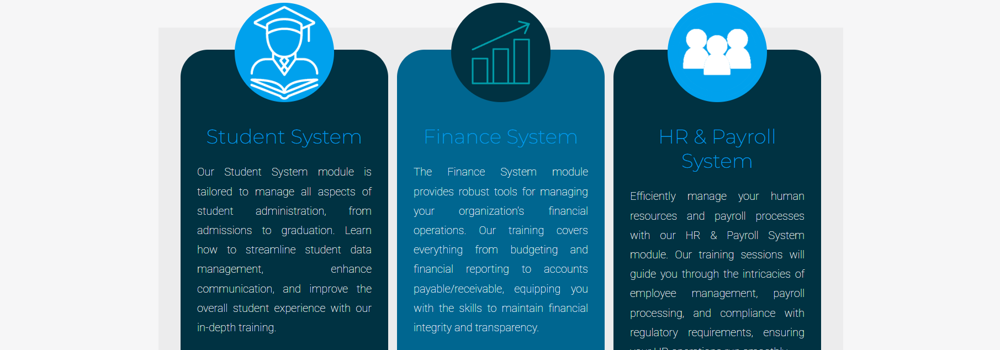 Student System
Our Student System module is
tailored to manage all aspects of
student administration, from
admissions to graduation. Learn
how to streamline student data
management, enhance
communication, and improve the
overall student experience with our
in-depth training.
Finance System
The Finance System module
provides robust tools for managing
your organization's financial
operations. Our training covers
everything from budgeting and
financial reporting to accounts
payable/receivable, equipping you
with the skills to maintain financial
integrity and transparency.
HR & Payroll
System
Efficiently manage your human
resources and payroll processes
with our HR & Payroll System
module. Our training sessions will
guide you through the intricacies of
employee management, payroll
processing, and compliance with
regulatory requirements, ensuring
your HR operations run smoothly.